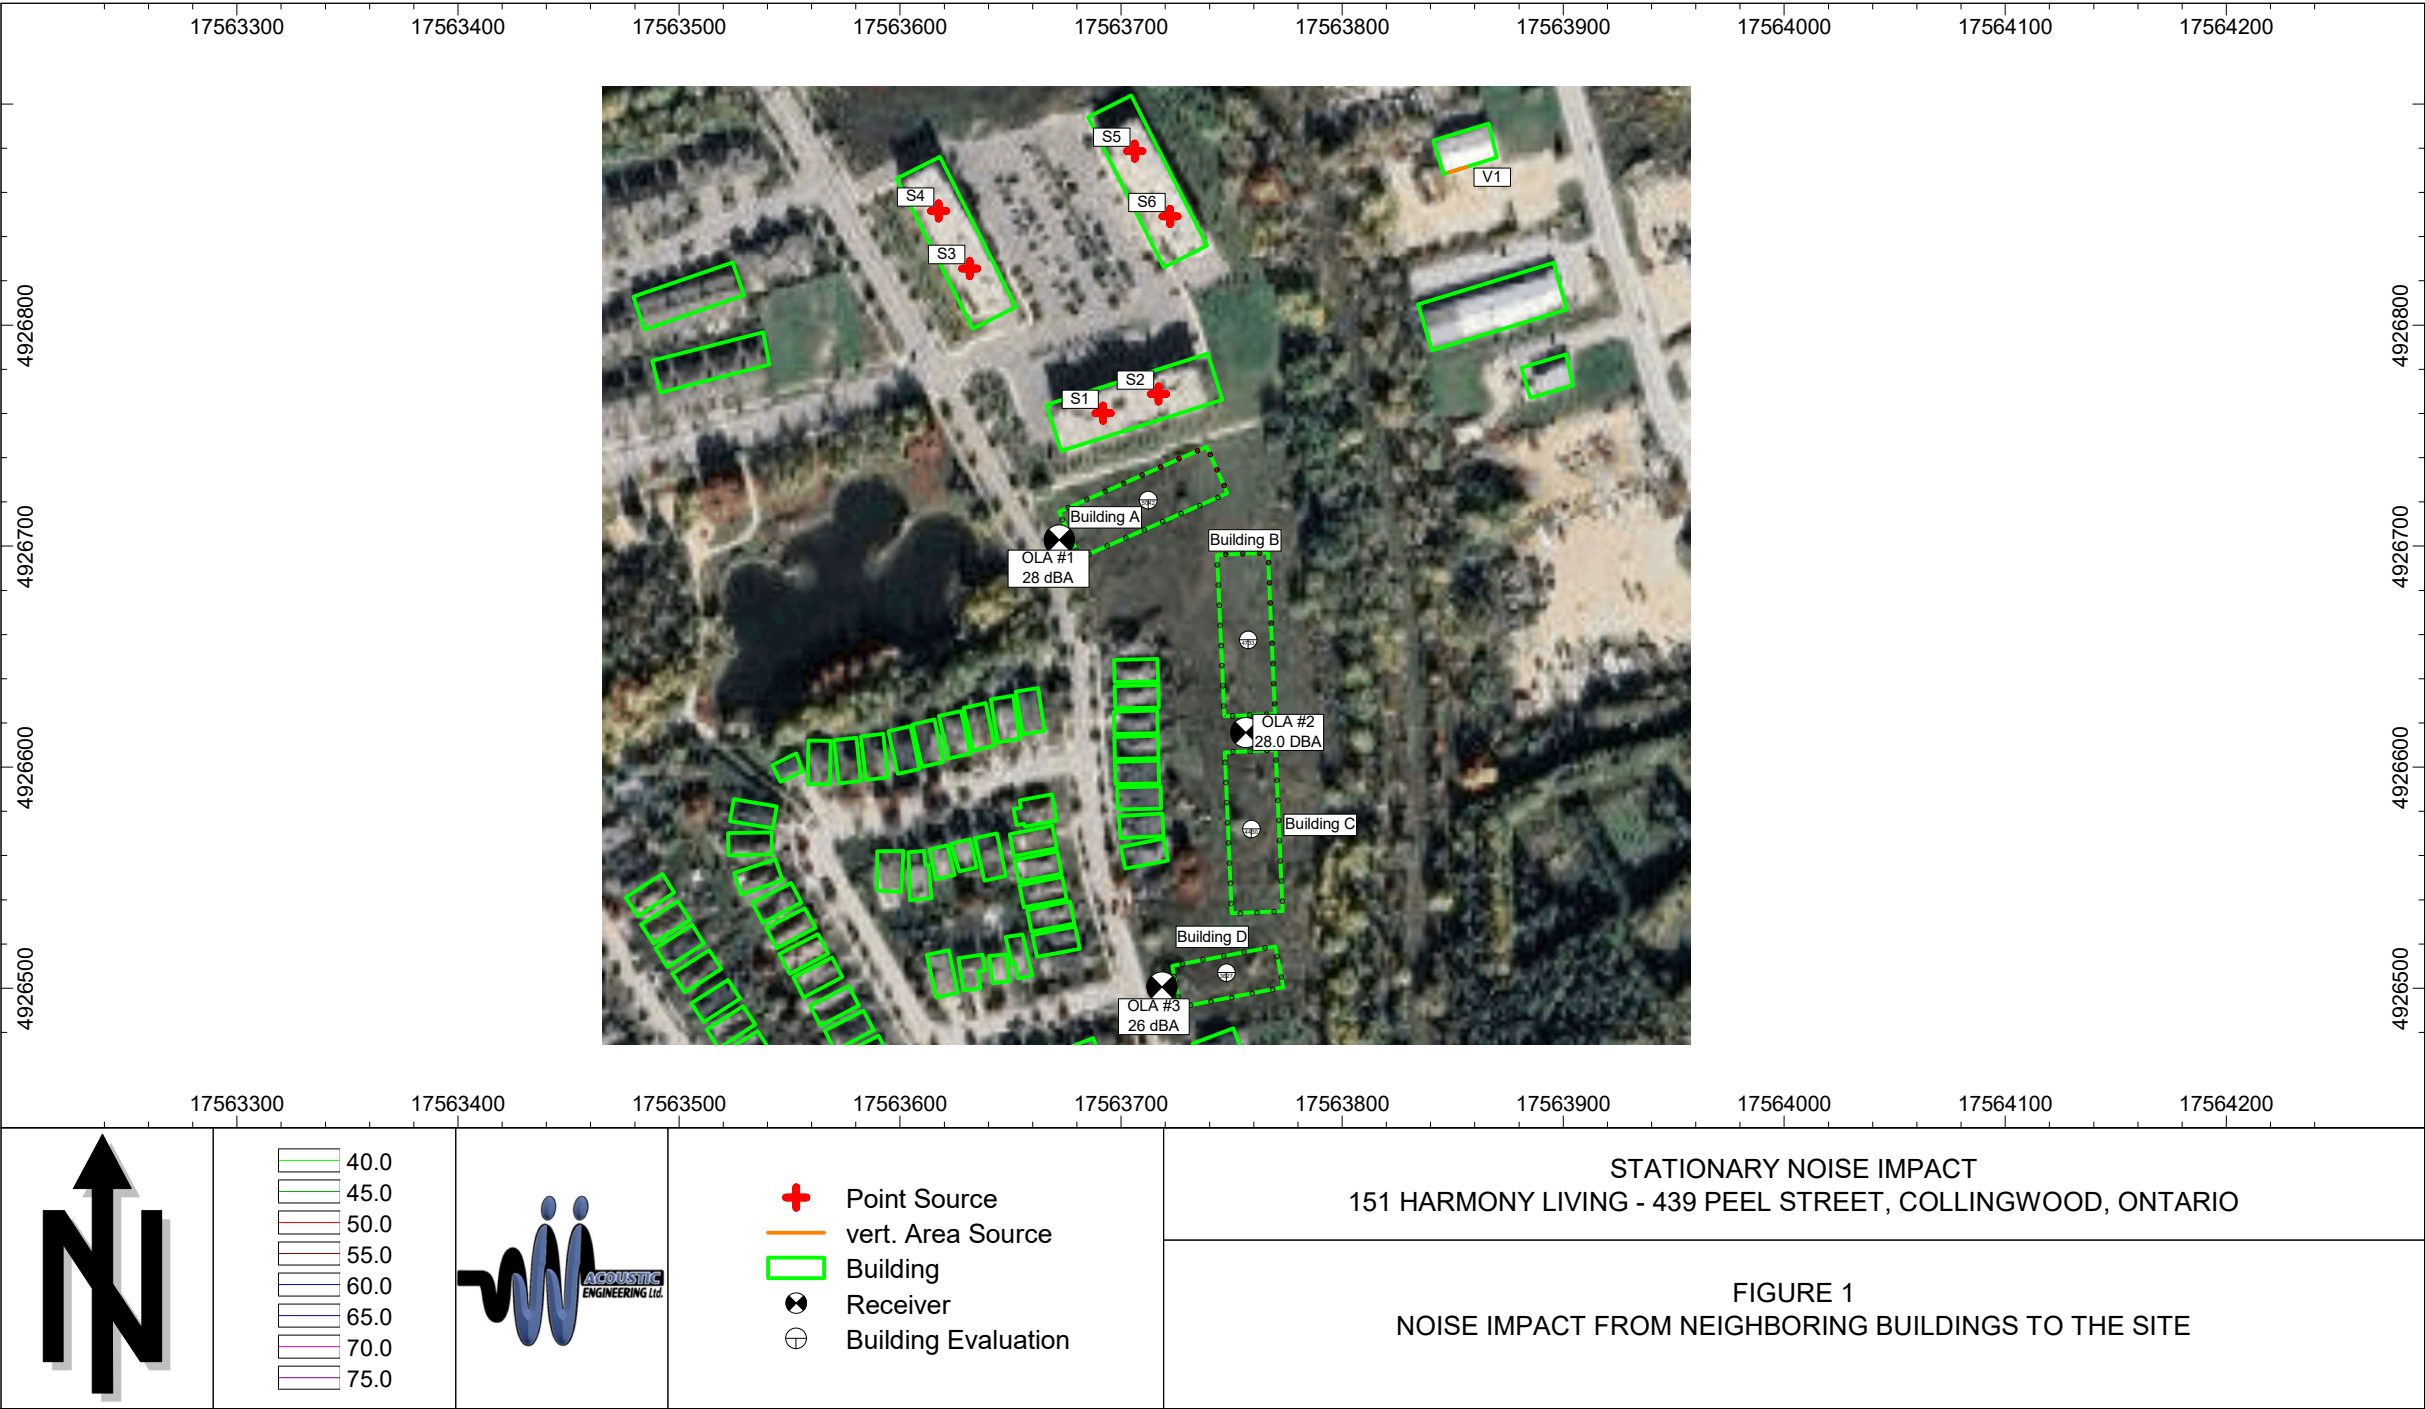 17563300 17563400 17563500 17563600 17563700 17563800 17563900 17564000 17564100 17564200
S5
V1
S4
S6
S3
4926800
4926800
S2
S1
Building A
4926700
4926700
Building B
OLA #1
28 dBA
OLA #2
28.0 DBA
4926600
4926600
Building C
Building D
4926500
4926500
OLA #3
26 dBA
17563300 17563400 17563500 17563600 17563700 17563800 17563900 17564000 17564100 17564200
N
40.0
45.0
50.0
55.0
60.0
65.0
70.0
75.0
ACOUSTIC
ENGINEERING Ltd.
Point Source
vert. Area Source
Building
Receiver
Building Evaluation
STATIONARY NOISE IMPACT
151 HARMONY LIVING - 439 PEEL STREET, COLLINGWOOD, ONTARIO
FIGURE 1
NOISE IMPACT FROM NEIGHBORING BUILDINGS TO THE SITE